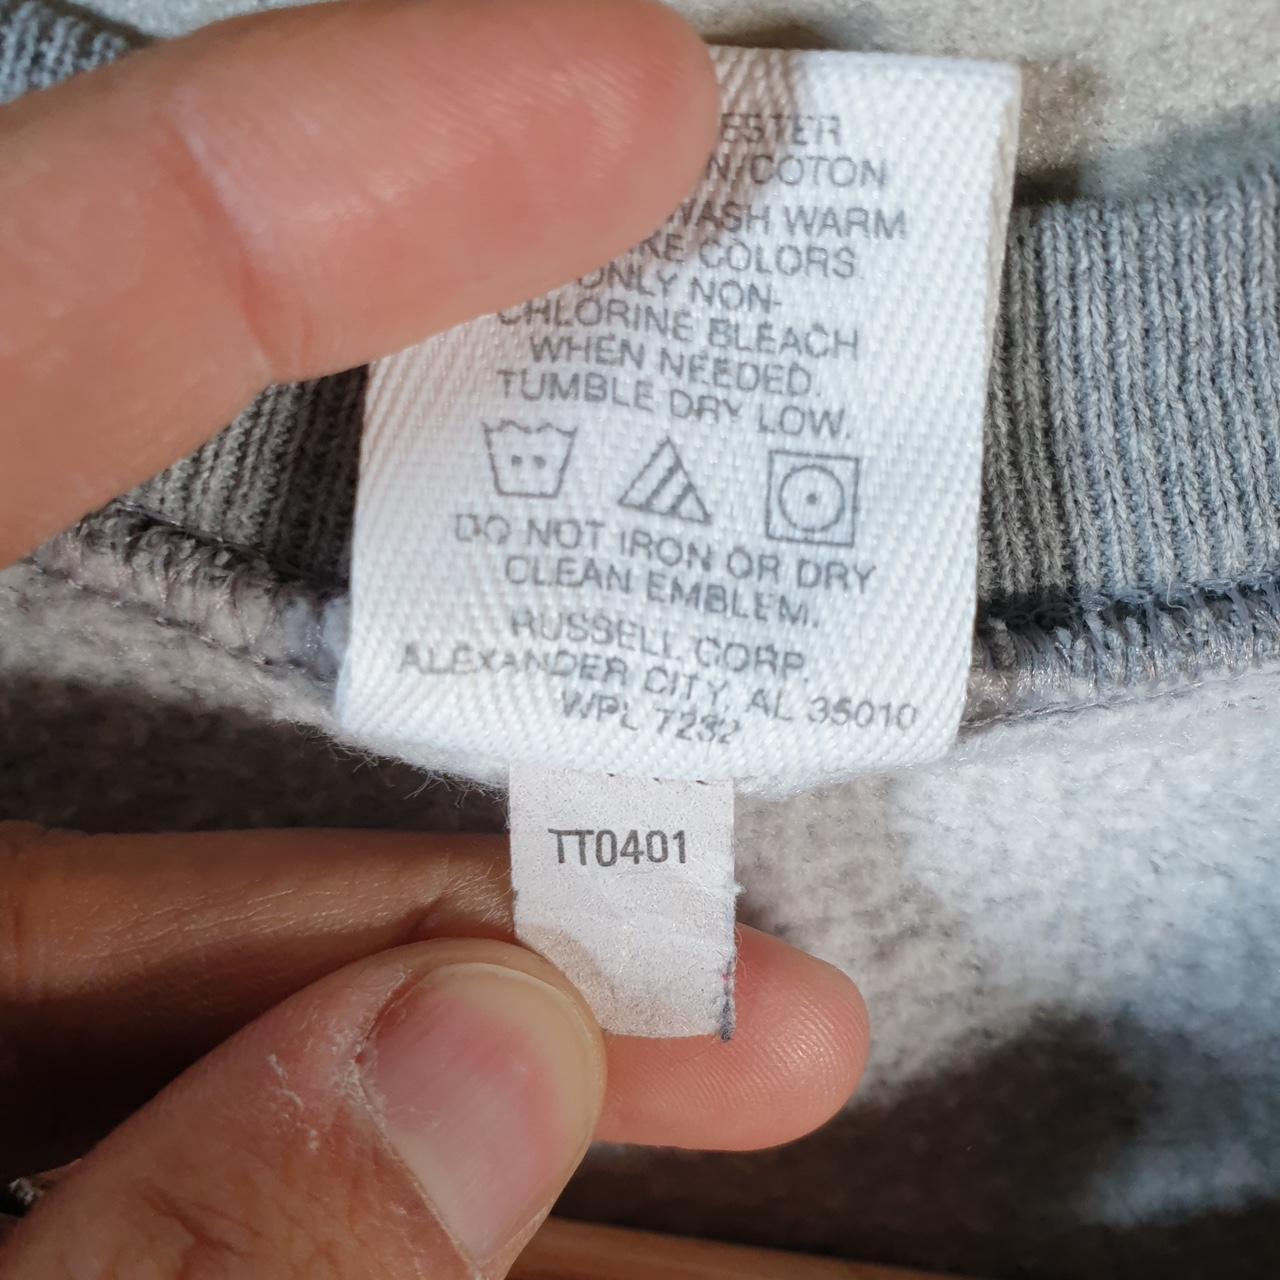 COTON
WASH WARM
COLORS.
ONLY NON-
CHLORINE BLEACH
WHEN NEEDED.
TUMBLE DRY LOW.
DO NOT IRON OR DRY
CLEAN EMBLEM.
RUSSELL CORP.
ALEXANDER CITY, AL 35010
WPL 7232
TT0401